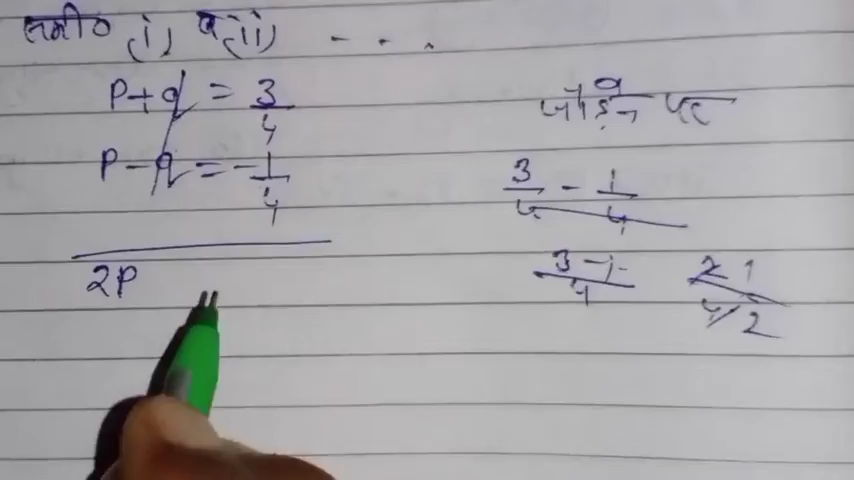 समी० (i) व (ii) - - -
p+q = 3/4
p-q = -1/4
2p
जोड़ने पर
3/4 - 1/4
3-1/4 2 1/4 2